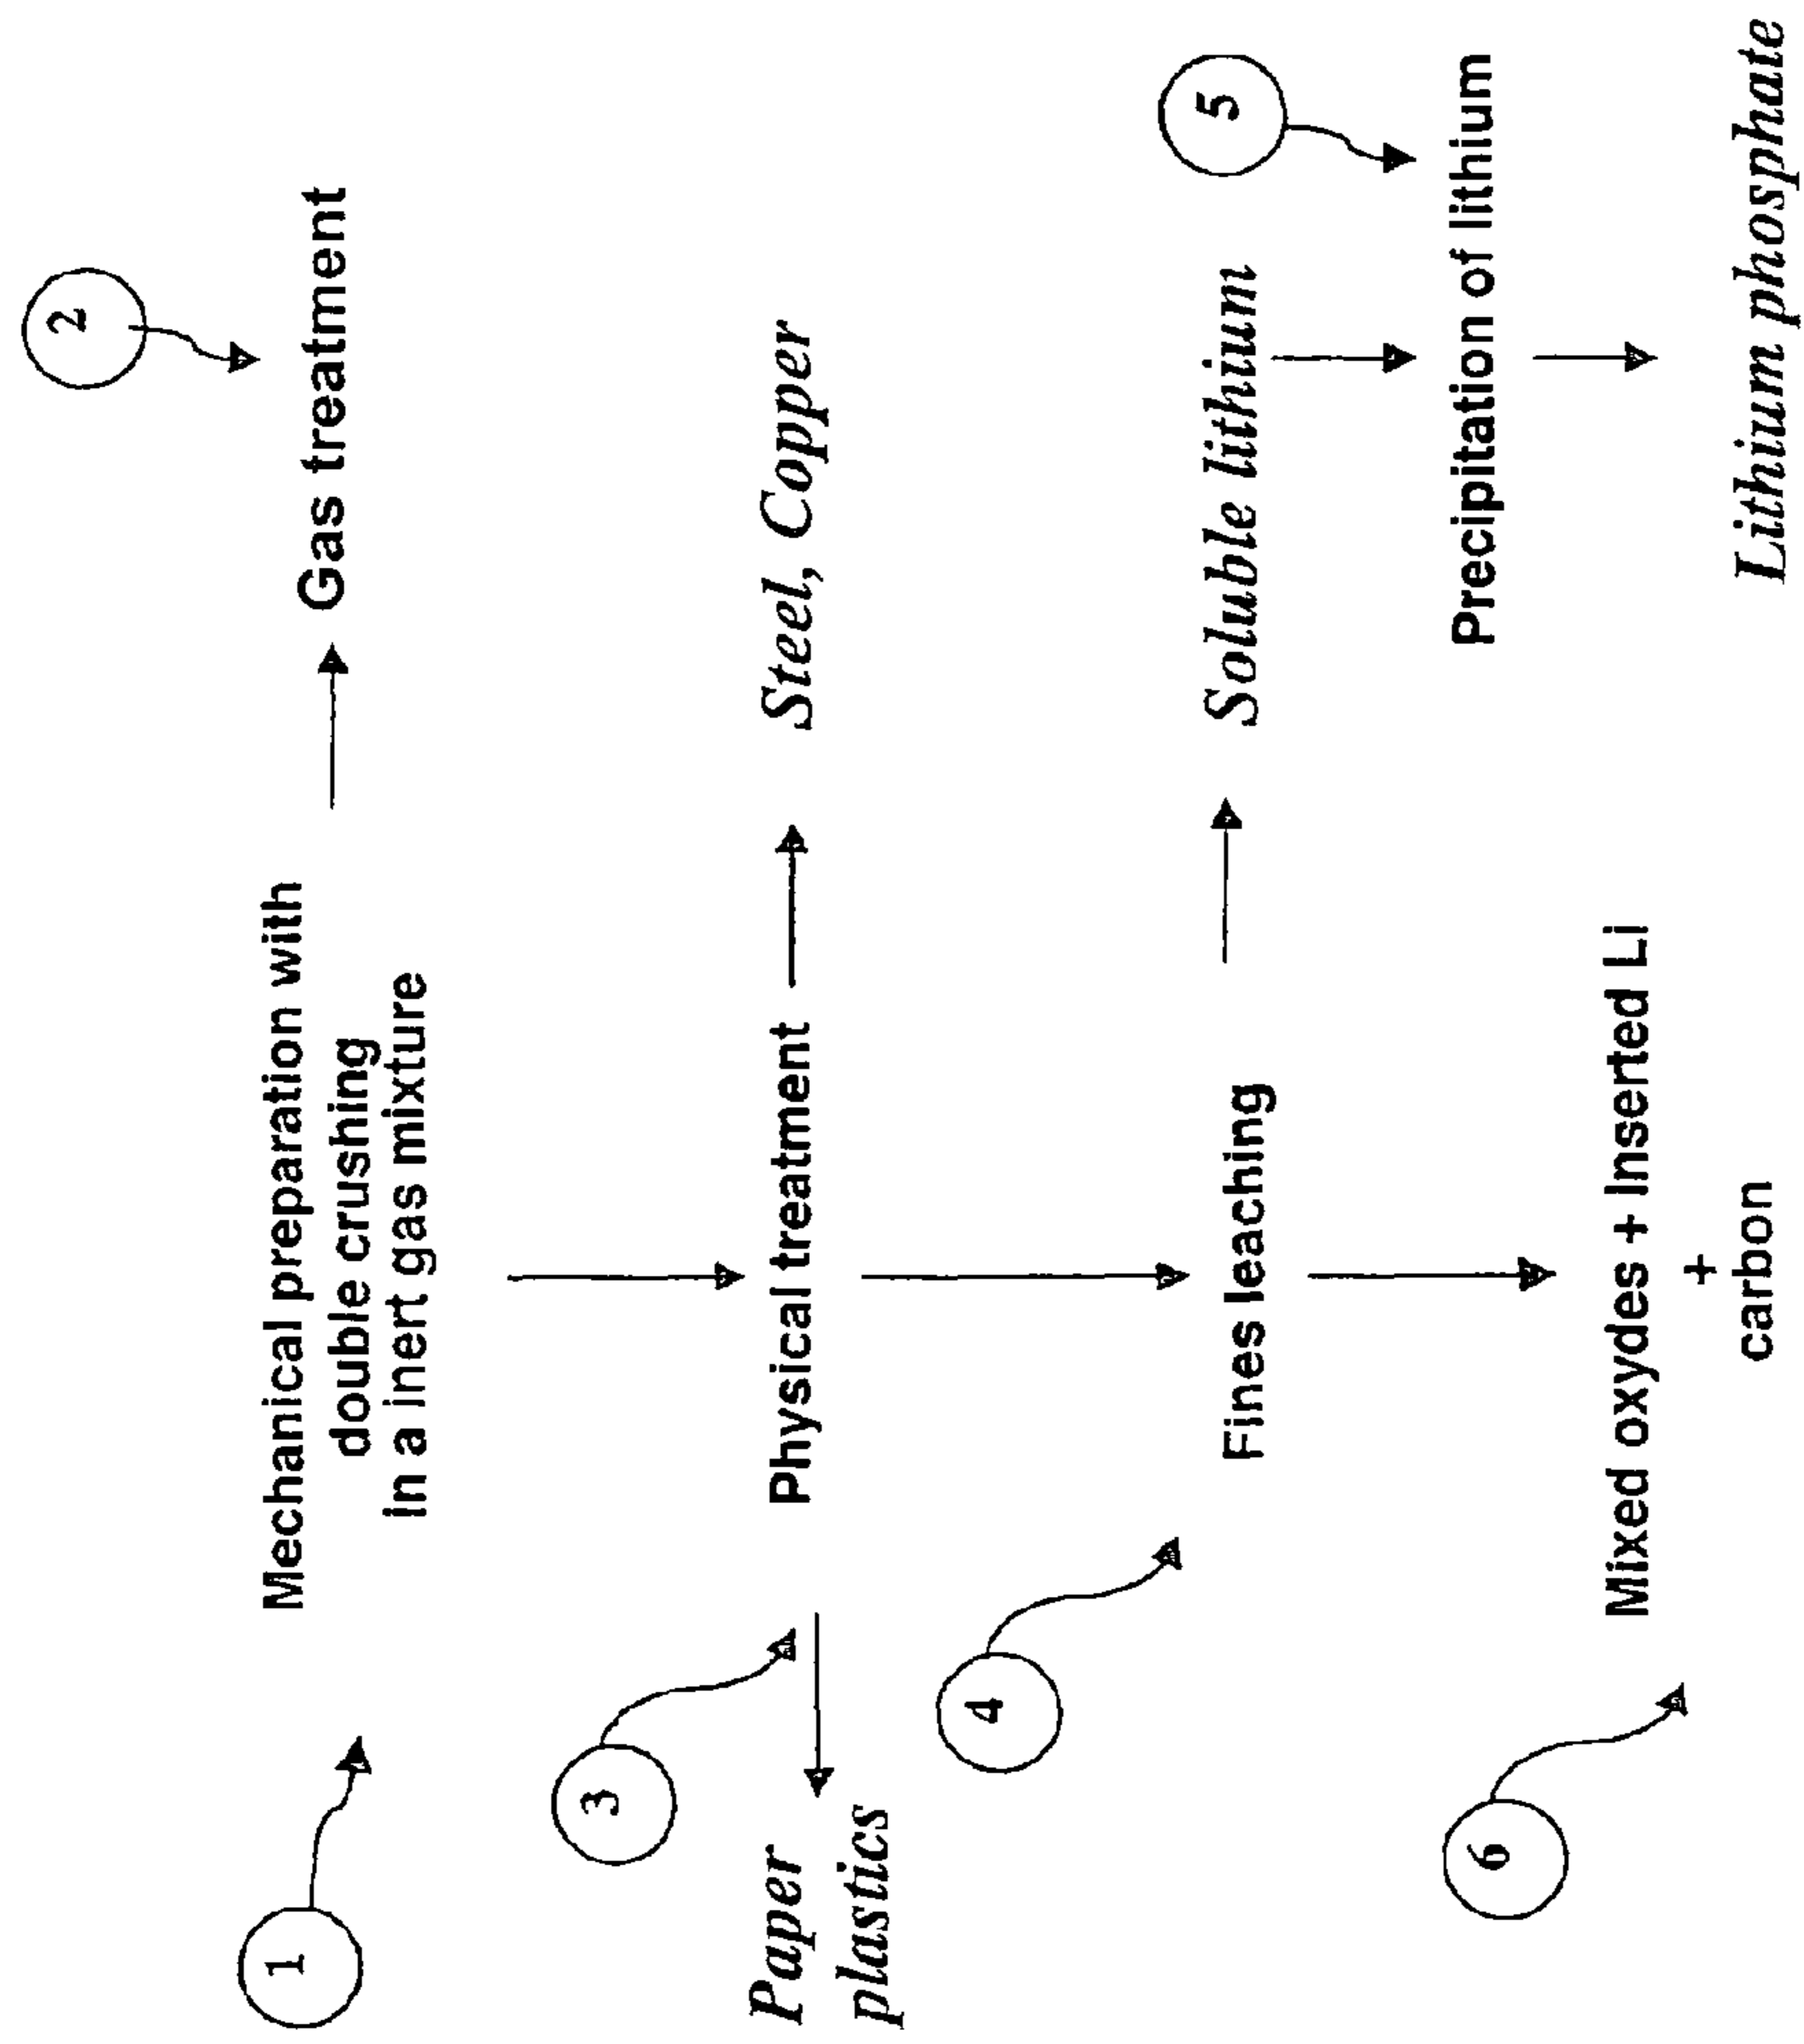 2
1
Mechanical preparation with
double crushing
in a inert gas mixture
Gas treatment
3
Paper
plastics
Physical treatment
Steel, Copper
4
5
Fines leaching
Soluble lithium
6
Precipitation of lithium
Mixed oxydes + Inserted Li
+
carbon
Lithium phosphate